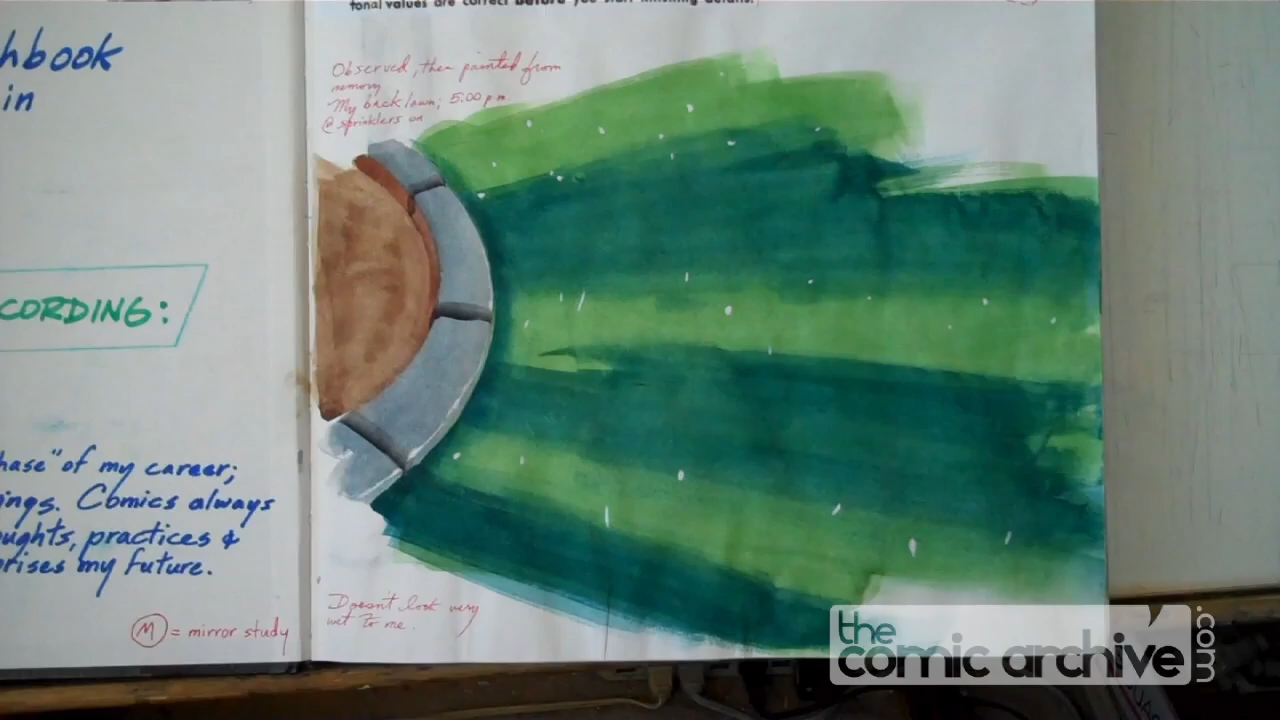 hbook
in
CORDING:
hase" of my career;
ings. Comics always
oughts, practices &
prises my future.
M = mirror study
tonal values are correct before you start finishing details.
Observed, then painted from
memory
My back lawn; 5:00 pm
@ sprinklers on
Doesn't look very
wet to me.
the
comic archive
.com